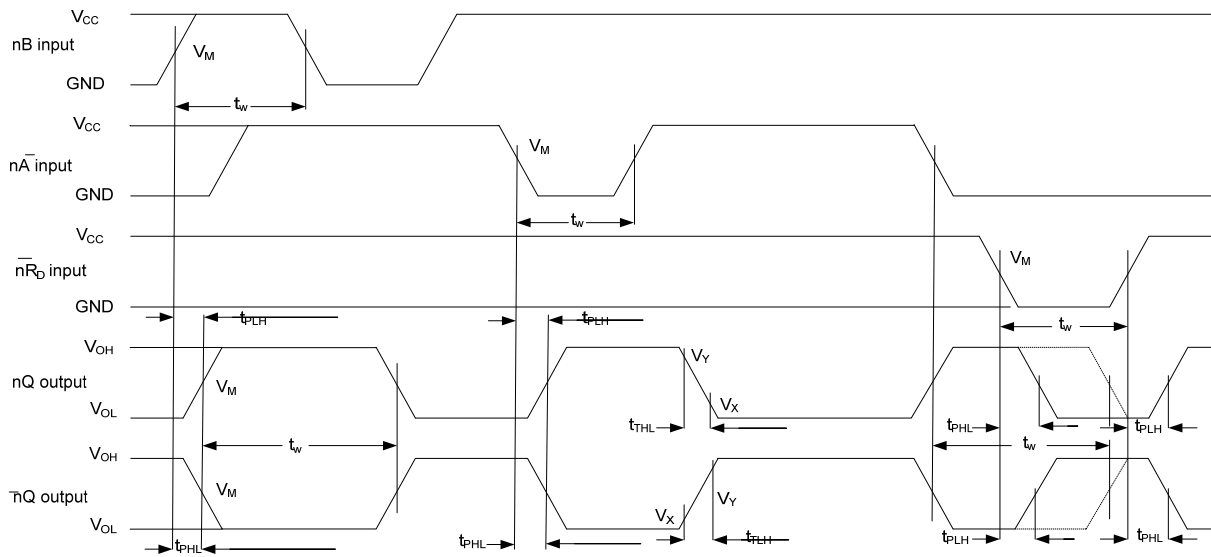 VCC
nB input
VM
GND
tw
VCC
nA̅ input
VM
GND
tw
VCC
nR̅D input
VM
GND
tPLH
tPLH
tw
VOH
nQ output
VM
VY
VX
VOL
tTHL
tPHL
tPLH
tw
tw
VOH
n̅Q output
VM
VX
VY
VOL
tPHL
tPHL
tTLH
tPLH
tPHL